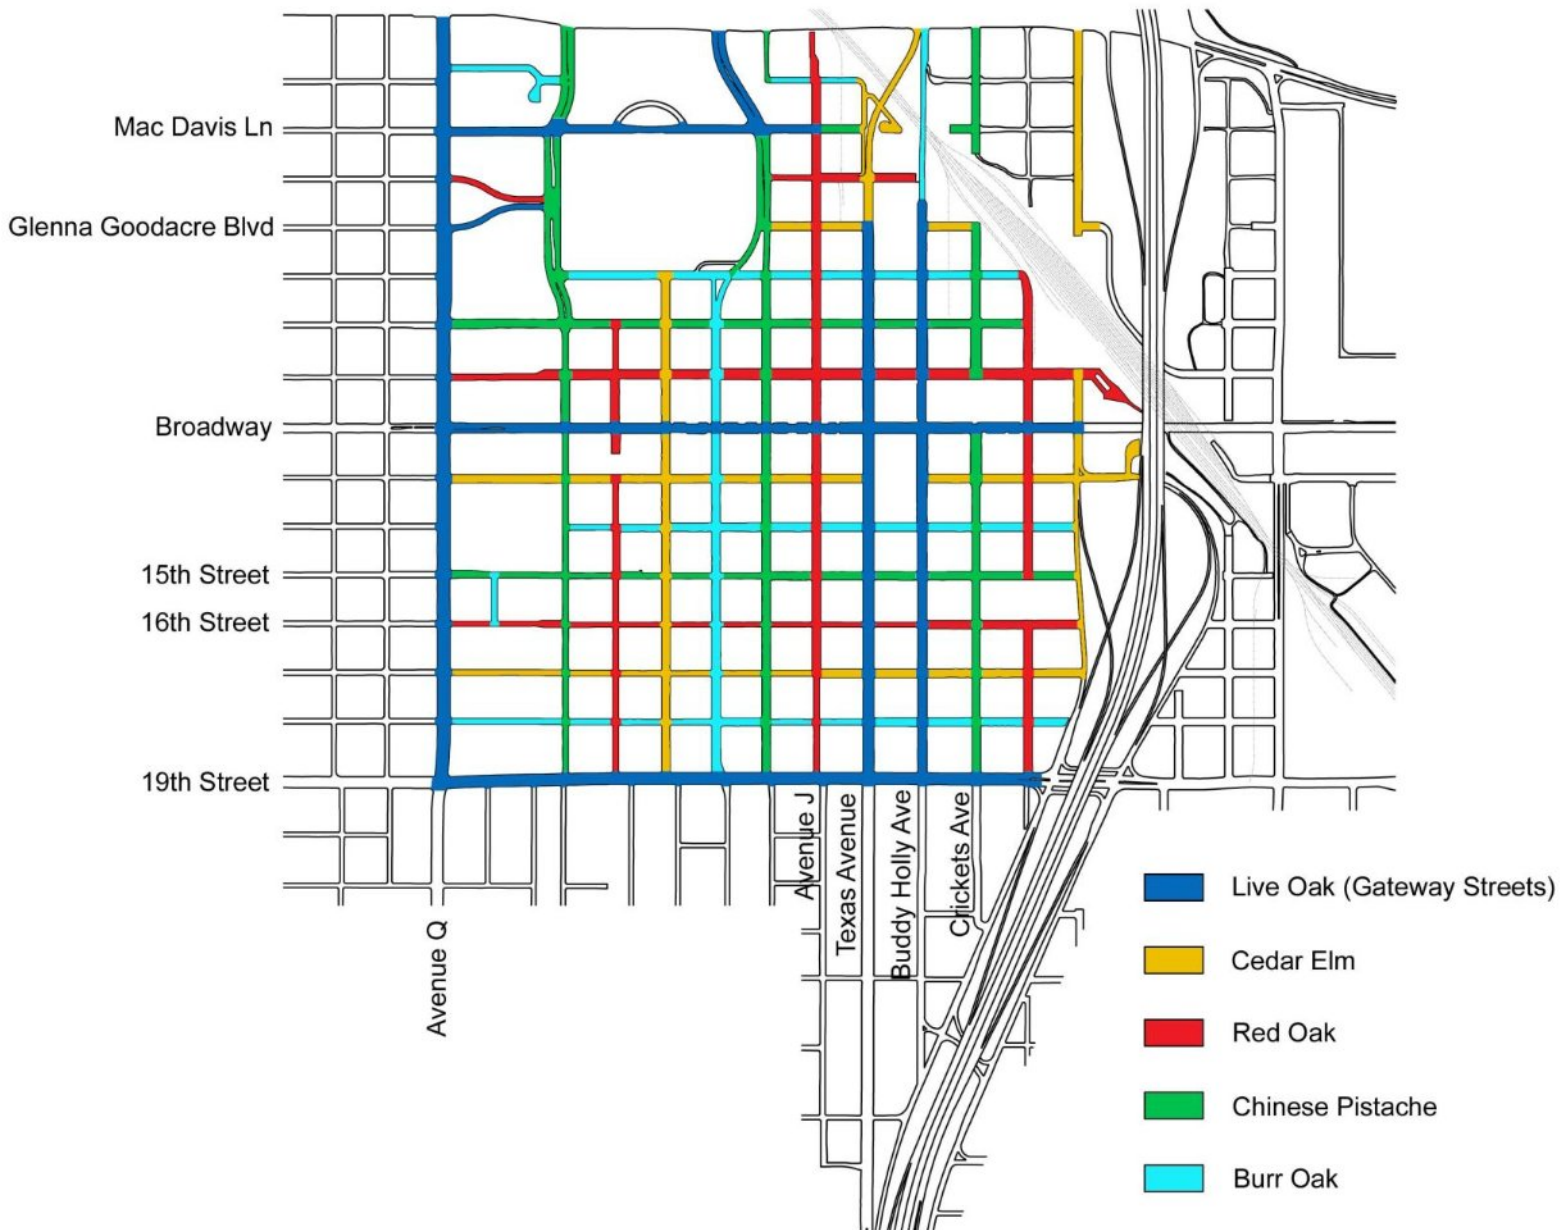 Mac Davis Ln
Glenna Goodacre Blvd
Broadway
15th Street
16th Street
19th Street
Avenue Q
Avenue J
Texas Avenue
Buddy Holly Ave
Crickets Ave
Live Oak (Gateway Streets)
Cedar Elm
Red Oak
Chinese Pistache
Burr Oak